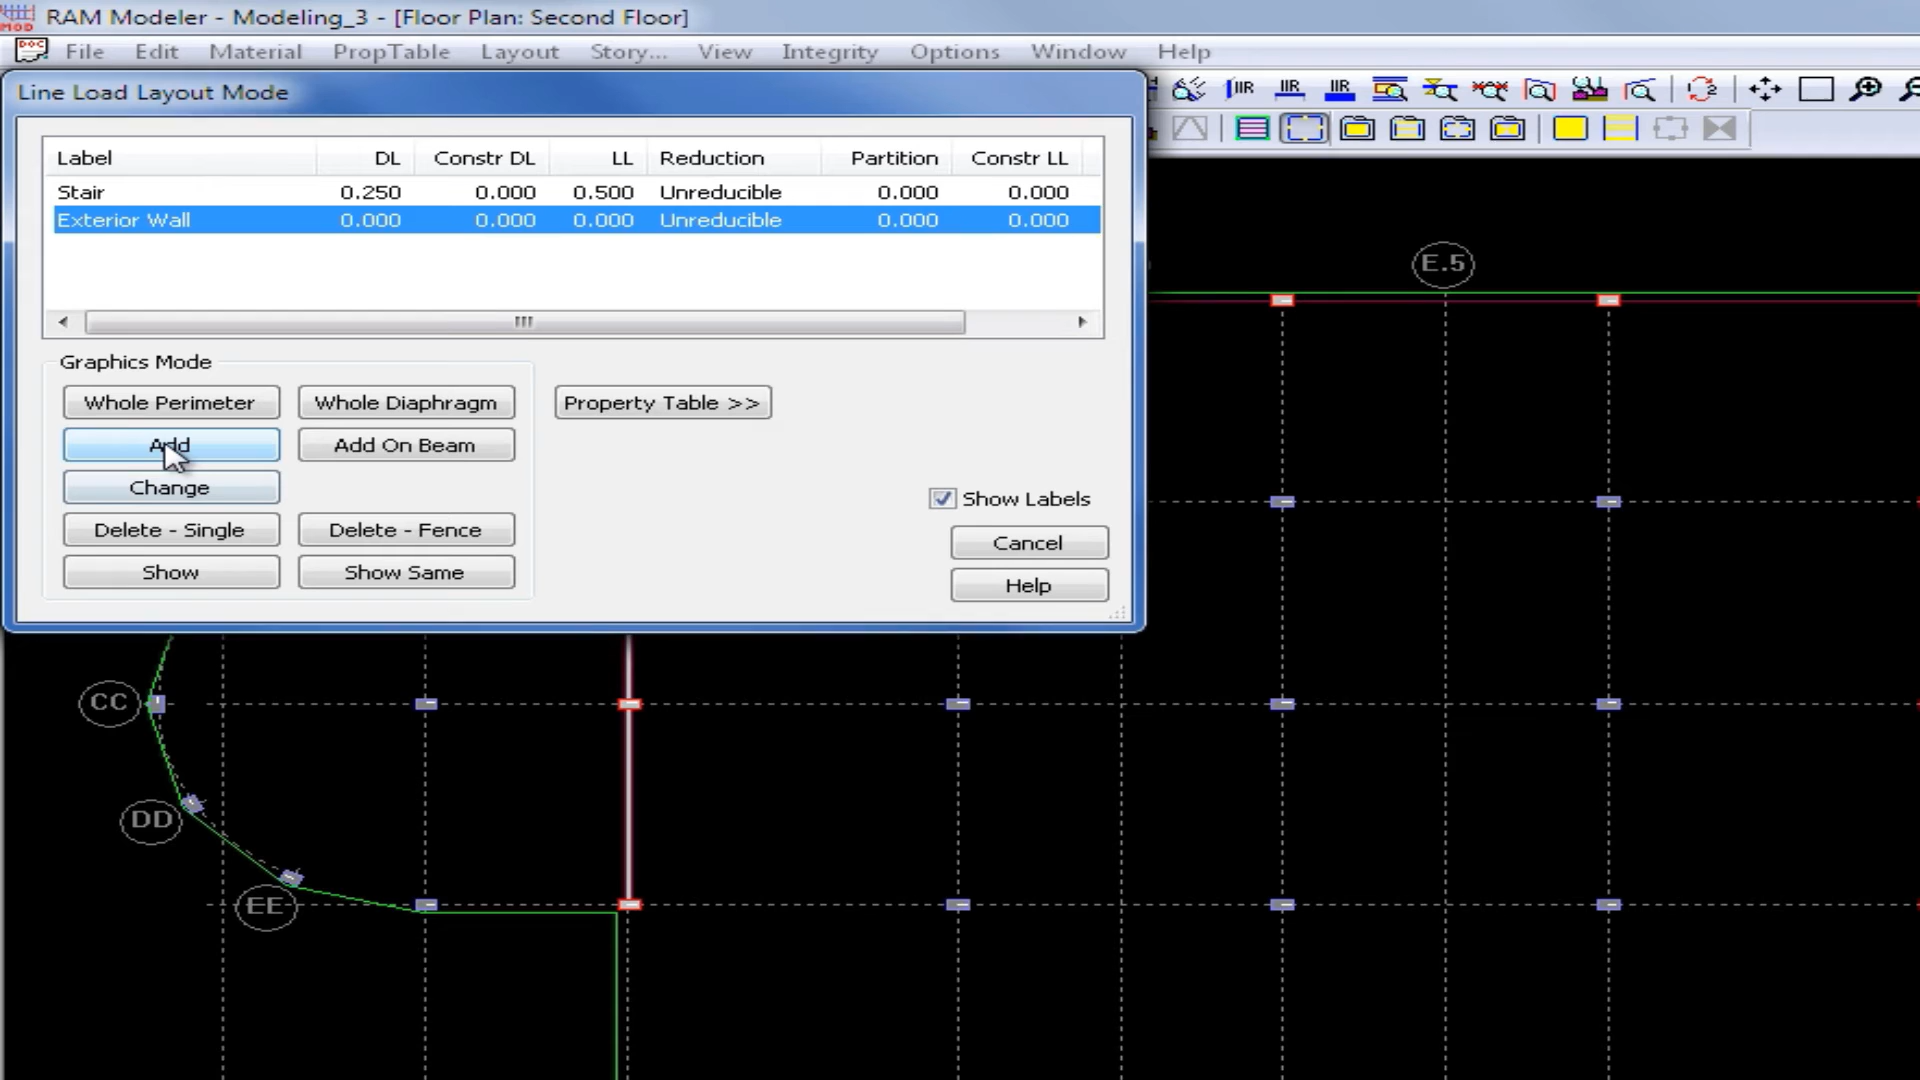 RAM Modeler - Modeling_3 - [Floor Plan: Second Floor]
MOD
DOC File Edit Material PropTable Layout Story... View Integrity Options Window Help
Line Load Layout Mode
Label DL Constr DL LL Reduction Partition Constr LL
Stair 0.250 0.000 0.500 Unreducible 0.000 0.000
Exterior Wall 0.000 0.000 0.000 Unreducible 0.000 0.000
Graphics Mode
Whole Perimeter Whole Diaphragm Property Table >>
Add Add On Beam
Change
Show Labels
Delete - Single Delete - Fence
Cancel
Show Show Same
Help
E.5
CC
DD
EE